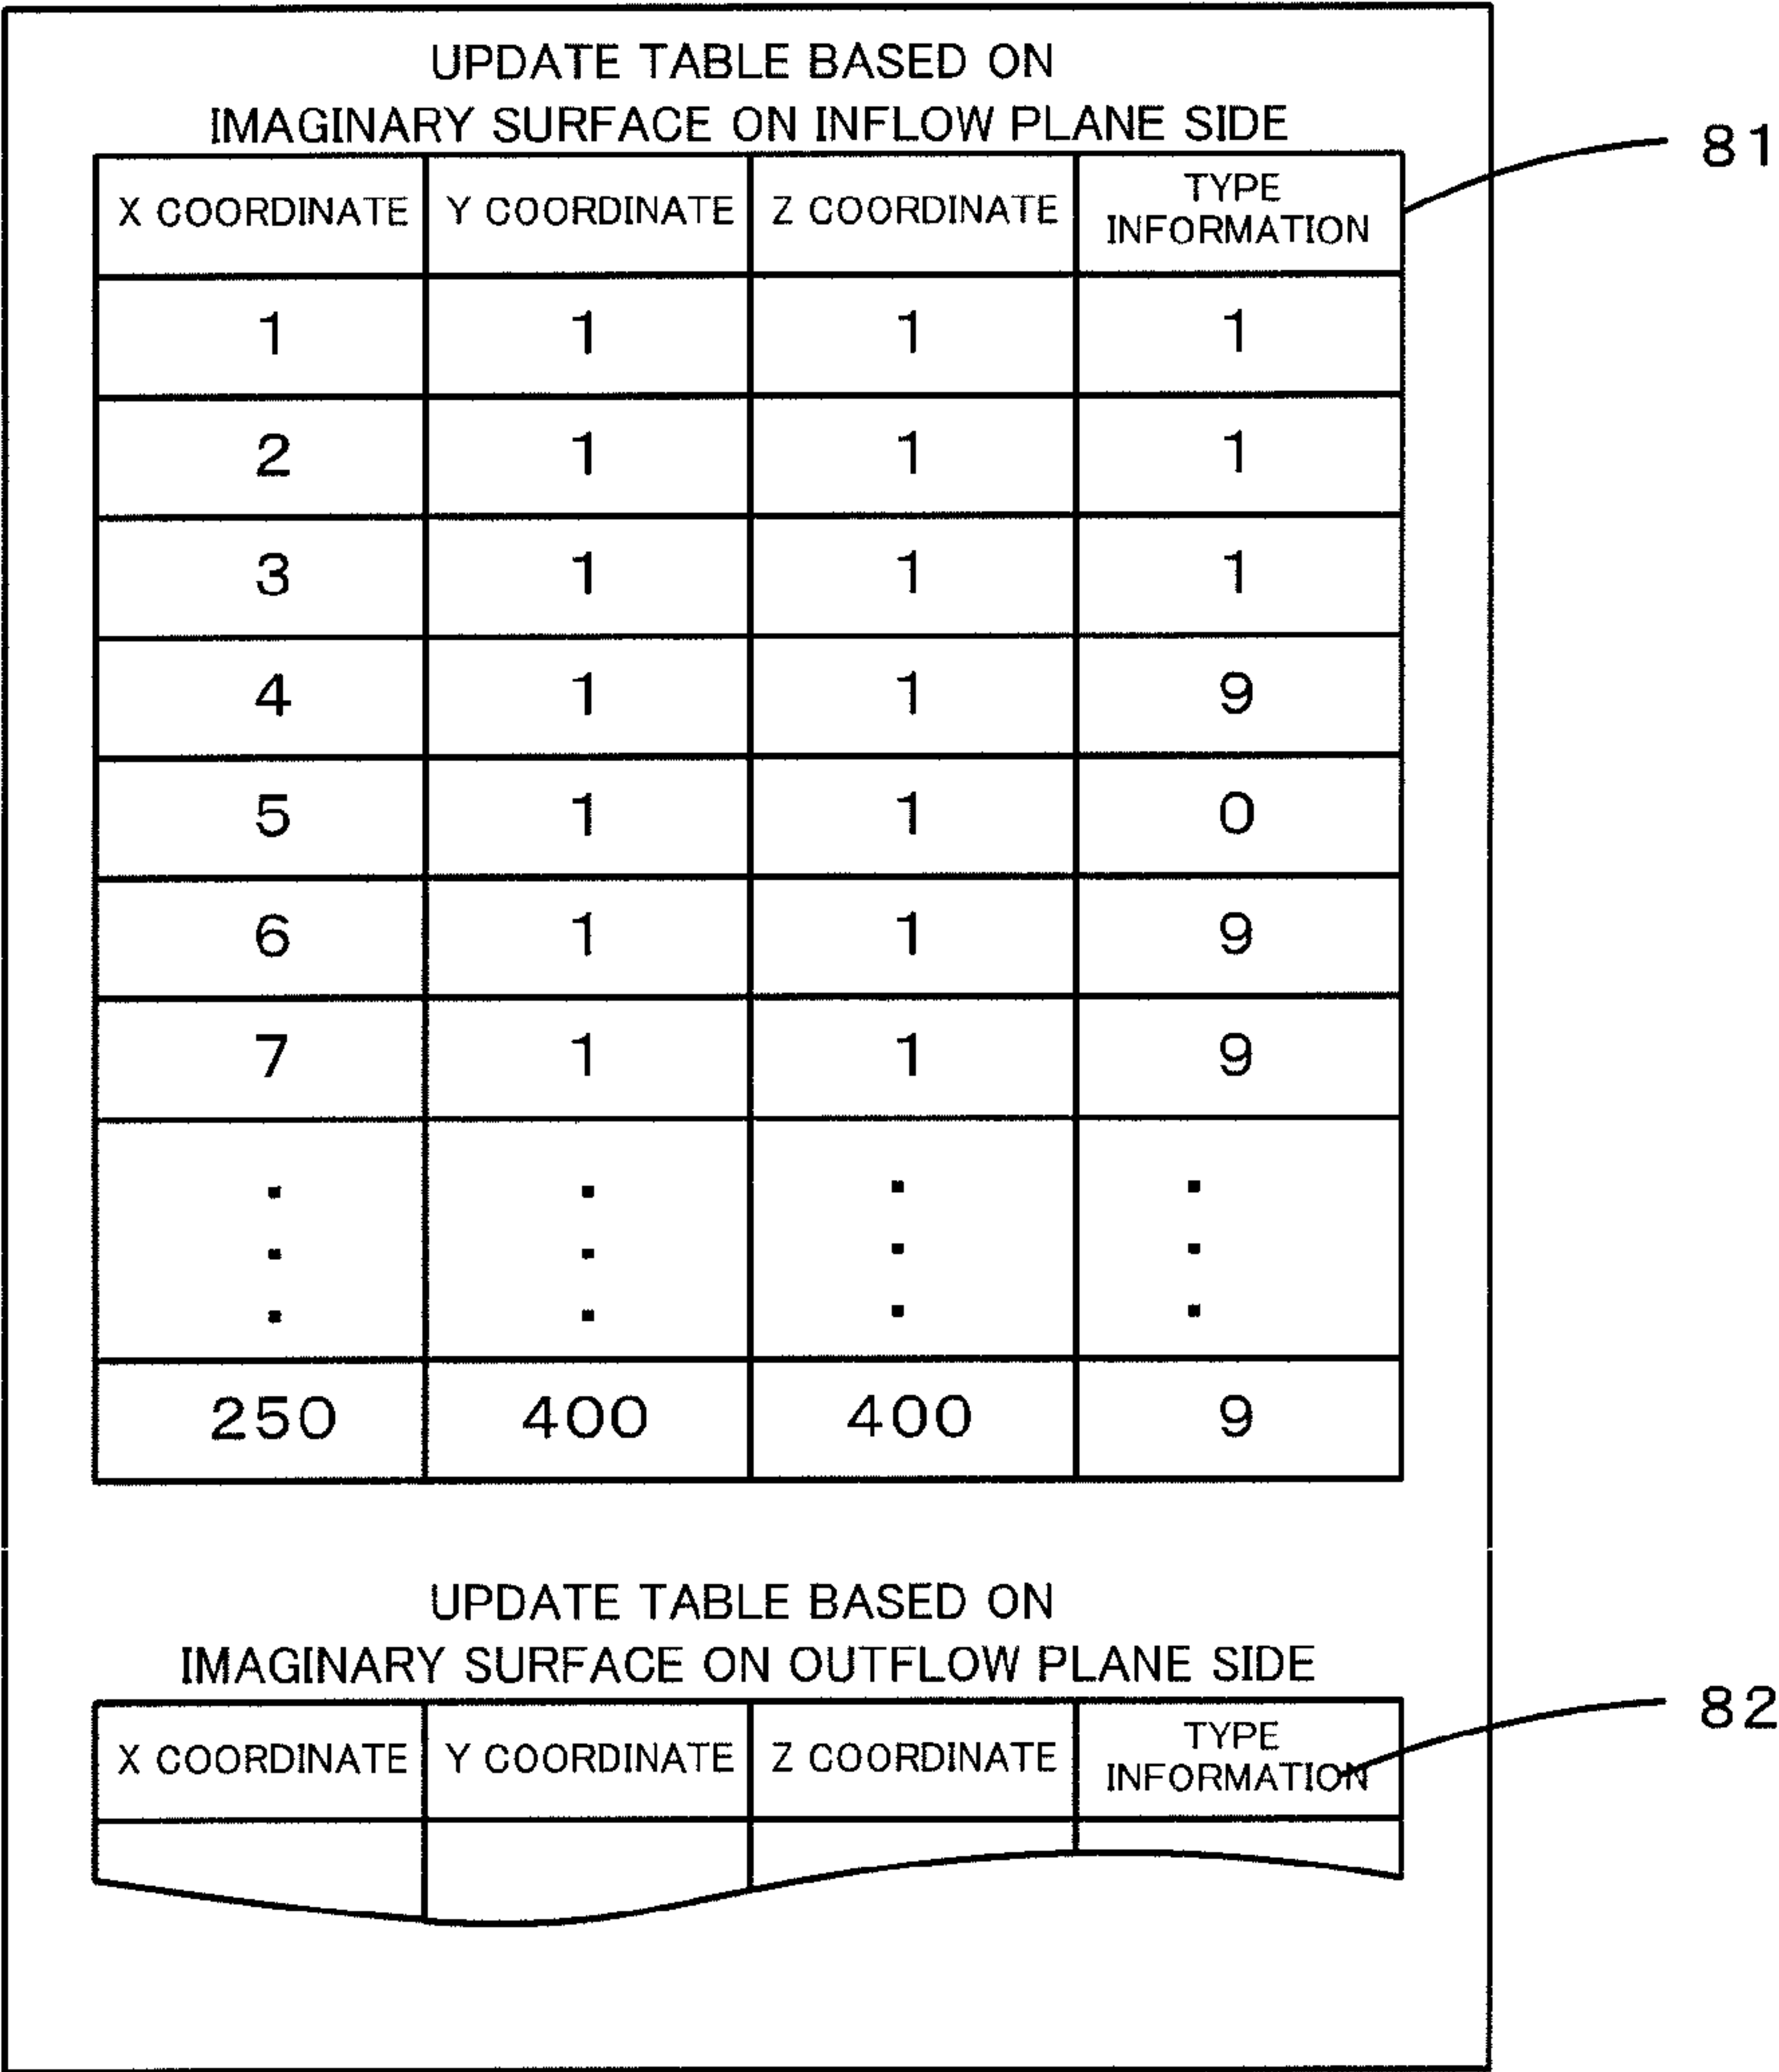 UPDATE TABLE BASED ON
IMAGINARY SURFACE ON INFLOW PLANE SIDE
81
X COORDINATE Y COORDINATE Z COORDINATE TYPE INFORMATION
1 1 1 1
2 1 1 1
3 1 1 1
4 1 1 9
5 1 1 0
6 1 1 9
7 1 1 9
. . . .
. . . .
. . . .
250 400 400 9
UPDATE TABLE BASED ON
IMAGINARY SURFACE ON OUTFLOW PLANE SIDE
82
X COORDINATE Y COORDINATE Z COORDINATE TYPE INFORMATION